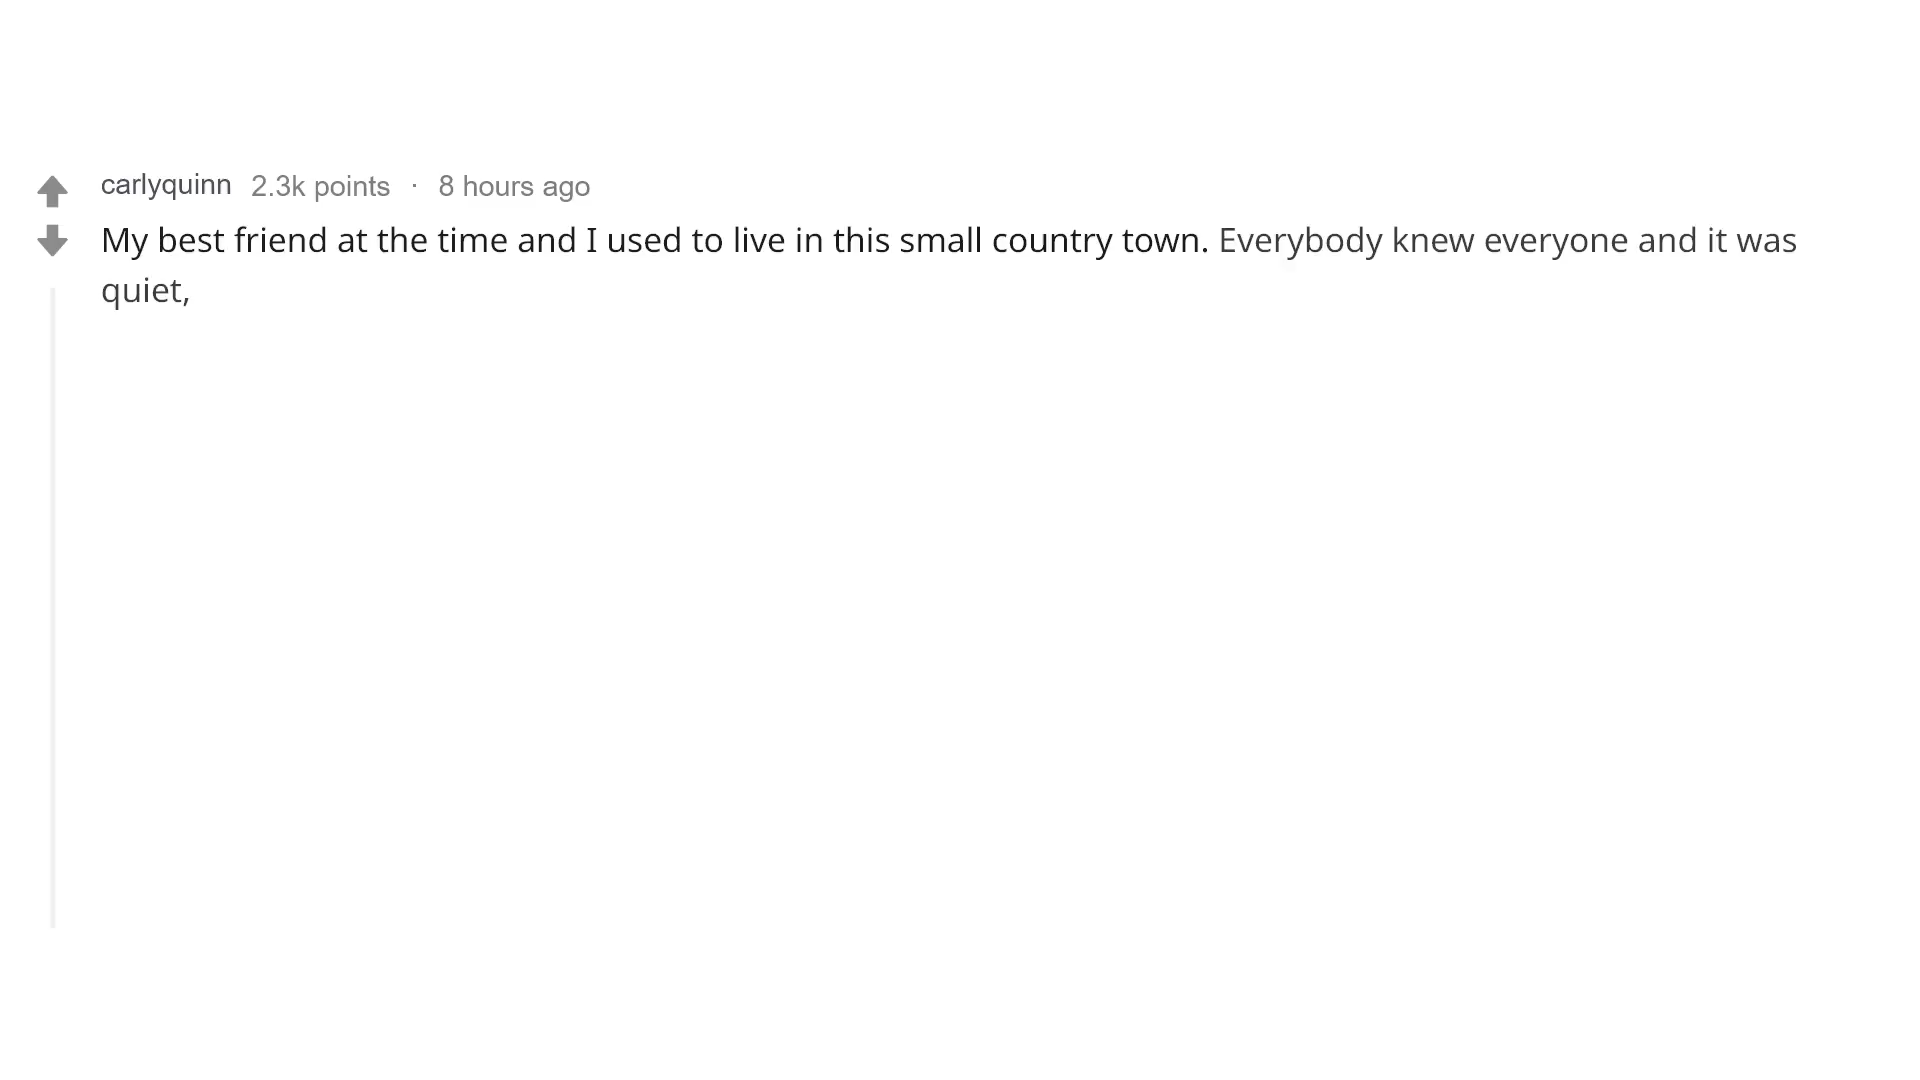 carlyquinn 2.3k points · 8 hours ago
My best friend at the time and I used to live in this small country town. Everybody knew everyone and it was
quiet,